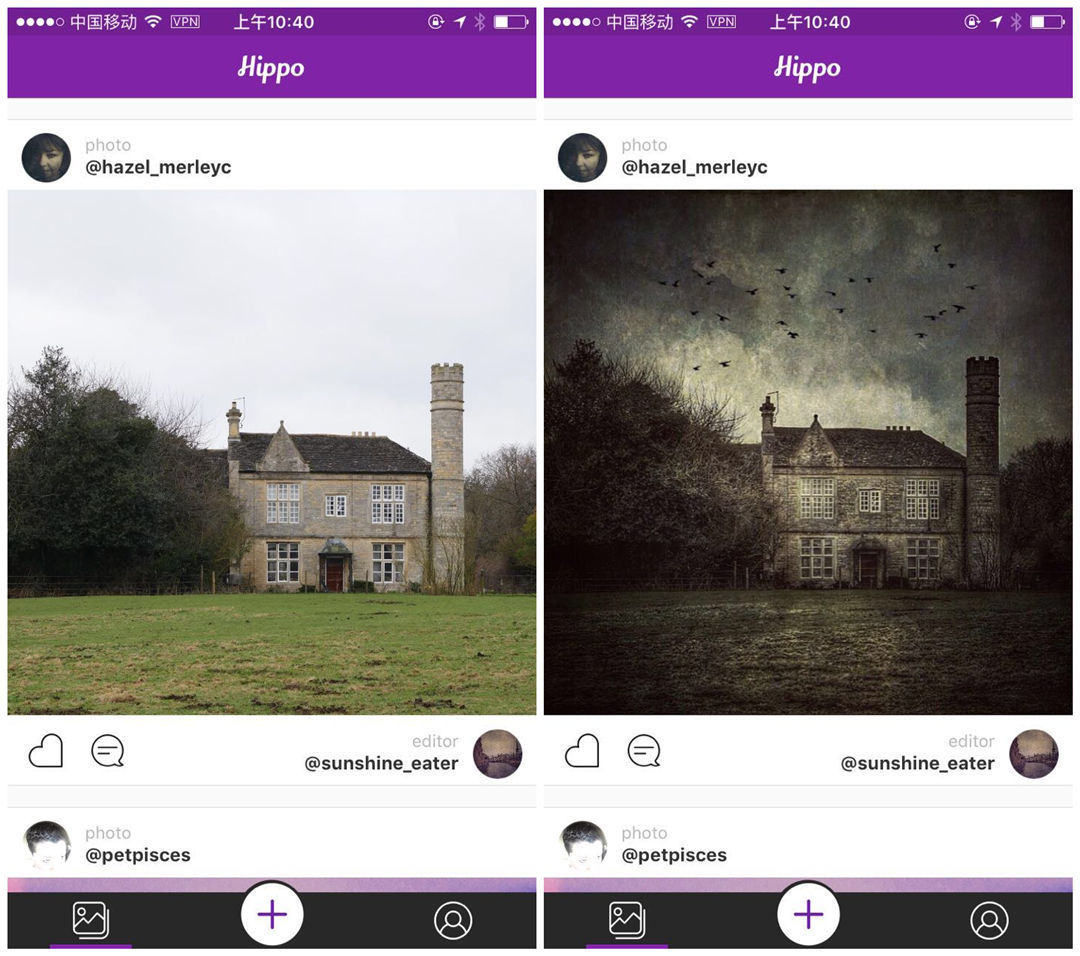 中国移动 VPN 上午10:40
Hippo
photo
@hazel_merleyc
editor
@sunshine_eater
photo
@petpisces
中国移动 VPN 上午10:40
Hippo
photo
@hazel_merleyc
editor
@sunshine_eater
photo
@petpisces